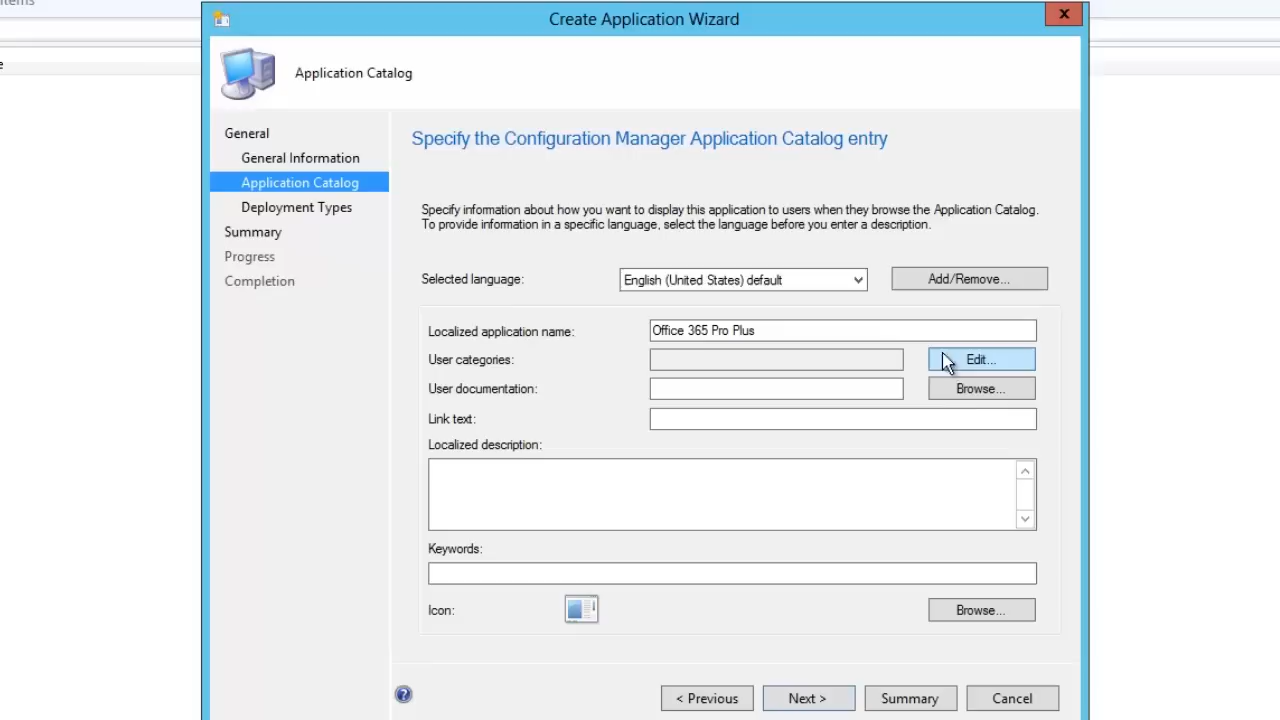 Create Application Wizard
x
Application Catalog
General
General Information
Application Catalog
Deployment Types
Summary
Progress
Completion
Specify the Configuration Manager Application Catalog entry
Specify information about how you want to display this application to users when they browse the Application Catalog.
To provide information in a specific language, select the language before you enter a description.
Selected language:
English (United States) default
Add/Remove...
Localized application name:
Office 365 Pro Plus
User categories:
Edit...
User documentation:
Browse...
Link text:
Localized description:
Keywords:
Icon:
Browse...
?
< Previous
Next >
Summary
Cancel